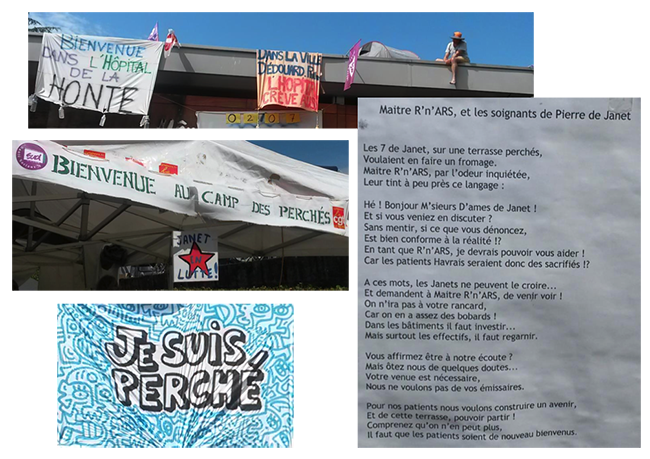 BIENVENUE
DANS L'HÔPITAL
DE LA
HONTE
DANS LA VILLE
D'ÉDOUARD
L'HOPITAL
CRÈVE
BIENVENUE AU CAMP DES PERCHÉS
JANET
EN
LUTTE!
JE SUIS
PERCHÉ
Maitre R'n'ARS, et les soignants de Pierre de Janet
Les 7 de Janet, sur une terrasse perchés,
Voulaient en faire un fromage.
Maitre R'n'ARS, par l'odeur inquiétée,
Leur tint à peu près ce langage :
Hé ! Bonjour M'sieurs D'ames de Janet !
Et si vous veniez en discuter ?
Sans mentir, si ce que vous dénoncez,
Est bien conforme à la réalité !?
En tant que R'nARS, je devrais pouvoir vous aider !
Car les patients Havrais seraient donc des sacrifiés !?
A ces mots, les Janets ne peuvent le croire...
Et demandent à Maitre R'n'ARS, de venir voir !
On n'ira pas à votre rancard,
Car on en a assez des bobards !
Dans les bâtiments il faut investir...
Mais surtout les effectifs, il faut regarnir.
Vous affirmez être à notre écoute ?
Mais ôtez nous de quelques doutes...
Votre venue est nécessaire,
Nous ne voulons pas de vos émissaires.
Pour nos patients nous voulons construire un avenir,
Et de cette terrasse, pouvoir partir !
Comprenez qu'on n'en peut plus,
Il faut que les patients soient de nouveau bienvenus.